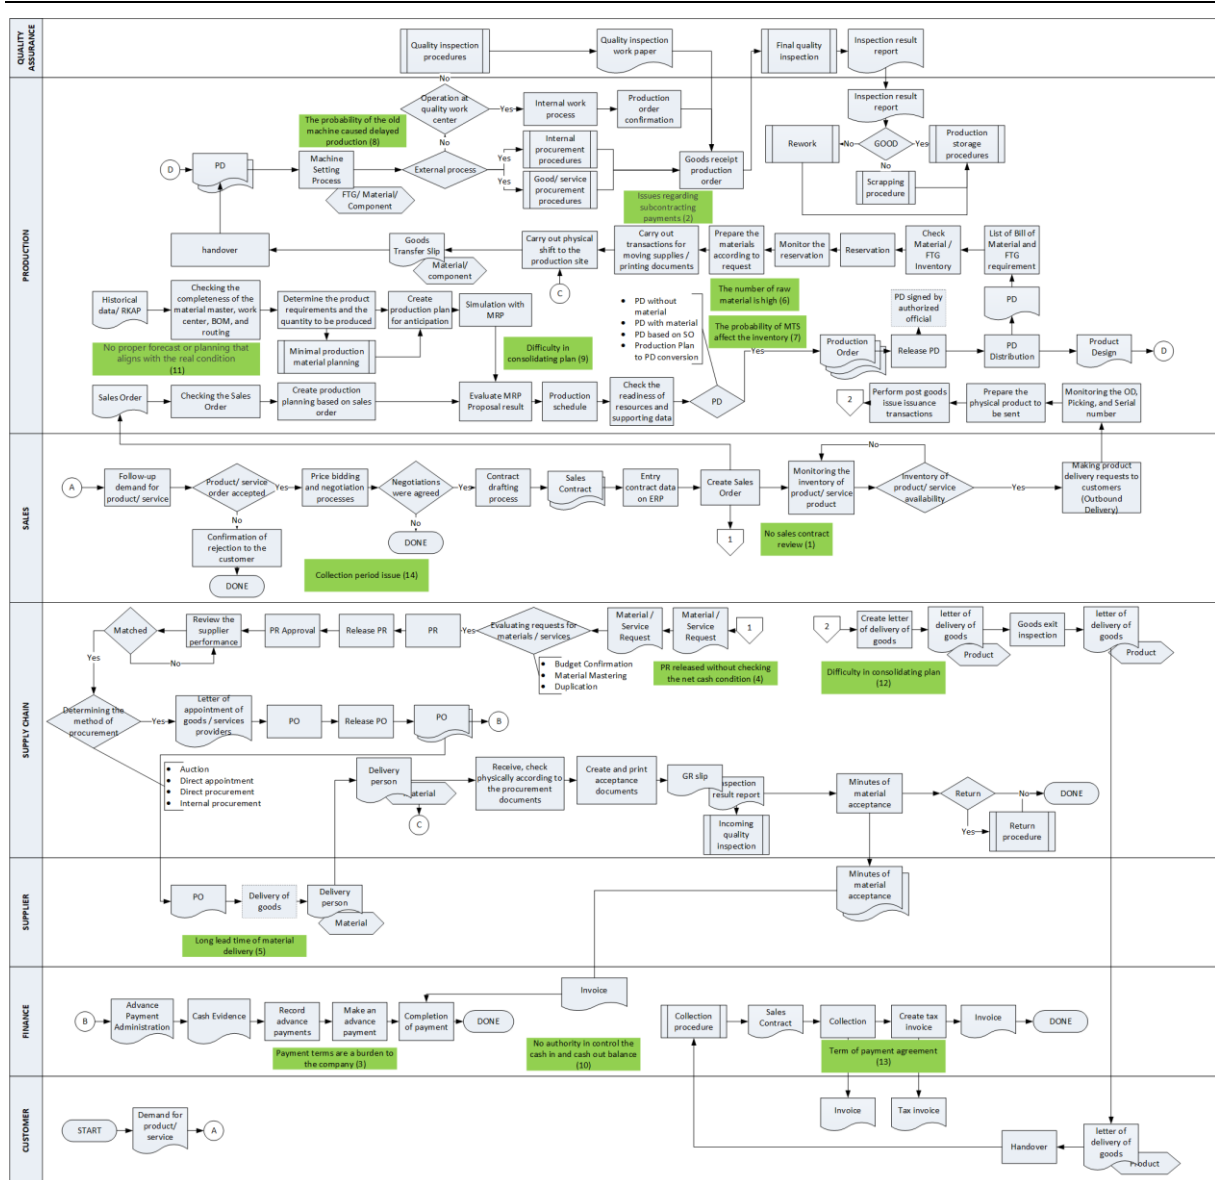 QUALITY
ASSURANCE
Quality inspection
procedures
Quality inspection
work paper
Final quality
inspection
Inspection result
report
PRODUCTION
No
Operation at
quality work
center
Yes
Internal work
process
Production
order
confirmation
Inspection result
report
The probability of the old
machine caused delayed
production (8)
No
GOOD
Yes
Rework
No
Production
storage
procedures
Scrapping
procedure
D
PD
Machine
Setting
Process
FTG/ Material/
Component
No
External process
Yes
Internal
procurement
procedures
Yes
Good/ service
procurement
procedures
Goods receipt
production
order
Issues regarding
subcontracting
payments (2)
handover
Goods
Transfer Slip
Material/
component
Carry out physical
shift to the
production site
C
Carry out
transactions for
moving supplies /
printing documents
Prepare the
materials
according to
request
Monitor the
reservation
Reservation
Check
Material /
FTG
Inventory
List of Bill of
Material and FTG
requirement
The number of raw
material is high (6)
PD signed by
authorized
official
PD
Historical
data/ RKAP
Checking the
completeness of the
material master, work
center, BOM, and
routing
Determine the product
requirements and the
quantity to be produced
Create
production plan
for anticipation
Simulation with
MRP
Minimal production
material planning
No proper forecast or planning that
aligns with the real condition
(11)
Difficulty in
consolidating plan (9)
• PD without
material
• PD with material
• PD based on SO
• Production Plan
to PD conversion
The probability of MTS
affect the inventory (7)
Yes
Production
Order
Release PD
PD
Distribution
Product
Design
D
Sales Order
Checking the
Sales Order
Create production
planning based on sales
order
Evaluate MRP
Proposal result
Production
schedule
Check the
readiness of
resources and
supporting data
PD
2
Perform post goods
issue issuance
transactions
Prepare the
physical product to
be sent
Monitoring the OD,
Picking, and Serial
number
SALES
A
Follow-up
demand for
product/ service
Product/ service
order accepted
Yes
Price bidding
and negotiation
processes
Negotiations
were agreed
Yes
Contract
drafting
process
Sales
Contract
Entry
contract data
on ERP
Create Sales
Order
Monitoring the
inventory of
product/ service
product
No
Inventory of
product/ service
availability
Yes
Making product
delivery requests to
customers
(Outbound
Delivery)
No
Confirmation of
rejection to the
customer
DONE
No
DONE
Collection period issue (14)
1
No sales contract
review (1)
SUPPLY CHAIN
Matched
No
Yes
Review the
supplier
performance
PR Approval
Release PR
PR
Yes
Evaluating requests for
materials / services
• Budget Confirmation
• Material Mastering
• Duplication
Material /
Service
Request
Material /
Service
Request
1
PR released without checking
the net cash condition (4)
2
Create letter
of delivery of
goods
letter of
delivery of
goods
Product
Goods exit
inspection
letter of
delivery of
goods
Product
Difficulty in consolidating plan
(12)
Determining the
method of
procurement
Yes
Letter of
appointment of
goods / services
providers
PO
Release PO
PO
B
• Auction
• Direct appointment
• Direct procurement
• Internal procurement
Delivery
person
Material
C
Receive, check
physically according to
the procurement
documents
Create and print
acceptance
documents
GR slip
Inspection
result report
Incoming
quality
inspection
Minutes of
material
acceptance
Return
No
DONE
Yes
Return
procedure
SUPPLIER
PO
Delivery of
goods
Delivery
person
Material
Minutes of
material
acceptance
Long lead time of material
delivery (5)
FINANCE
B
Advance
Payment
Administration
Cash Evidence
Record
advance
payments
Make an
advance
payment
Completion
of payment
DONE
Invoice
Collection
procedure
Sales
Contract
Collection
Create tax
invoice
Invoice
DONE
Payment terms are a burden to
the company (3)
No authority in control the
cash in and cash out balance
(10)
Term of payment agreement
(13)
CUSTOMER
START
Demand for
product/
service
A
Invoice
Tax invoice
Handover
letter of
delivery of
goods
Product